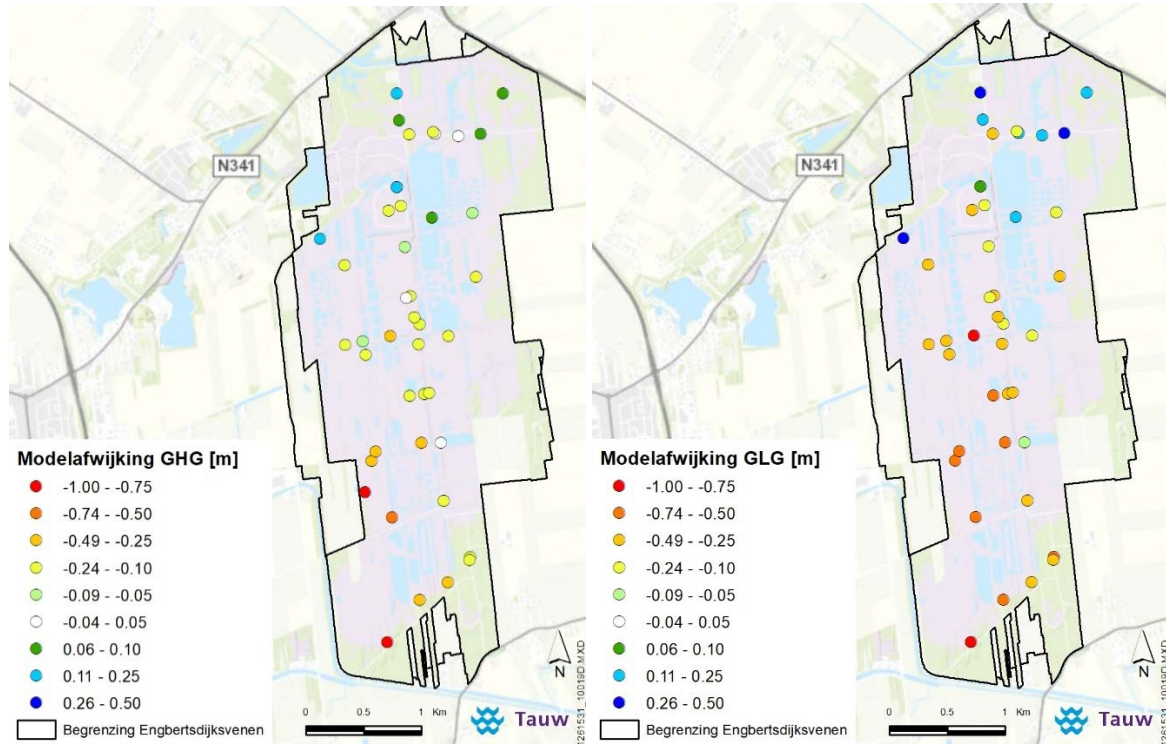 N341
Modelafwijking GHG [m]
-1.00 - -0.75
-0.74 - -0.50
-0.49 - -0.25
-0.24 - -0.10
-0.09 - -0.05
-0.04 - 0.05
0.06 - 0.10
0.11 - 0.25
0.26 - 0.50
Begrenzing Engbertsdijksvenen
0 0.5 1 Km
Tauw
N
1261531_10019D.MXD
N341
Modelafwijking GLG [m]
-1.00 - -0.75
-0.74 - -0.50
-0.49 - -0.25
-0.24 - -0.10
-0.09 - -0.05
-0.04 - 0.05
0.06 - 0.10
0.11 - 0.25
0.26 - 0.50
Begrenzing Engbertsdijksvenen
0 0.5 1 Km
Tauw
N
1261531_10019D.MXD